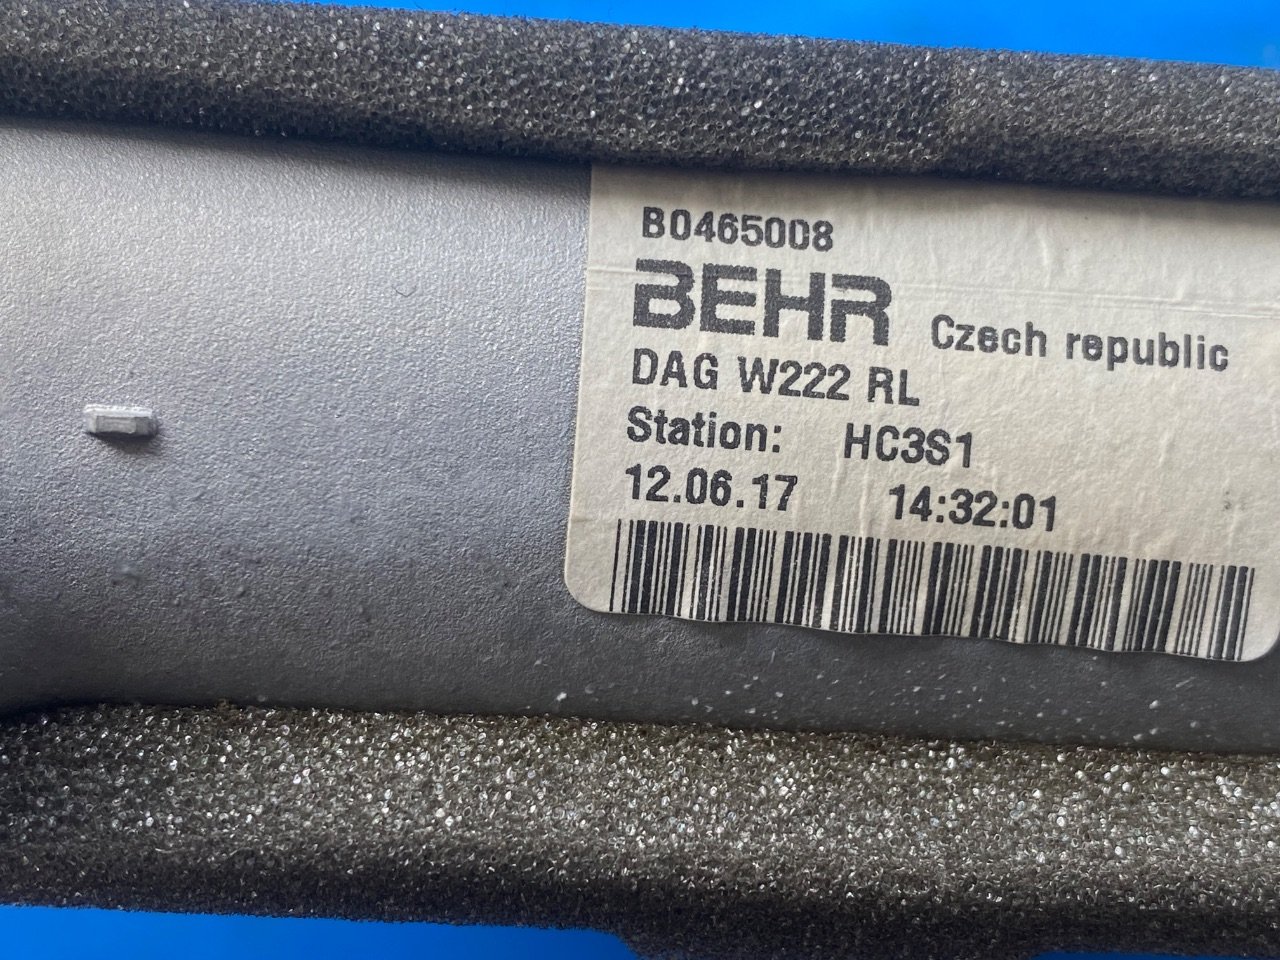 B0465008
BEHR Czech republic
DAG W222 RL
Station: HC3S1
12.06.17 14:32:01